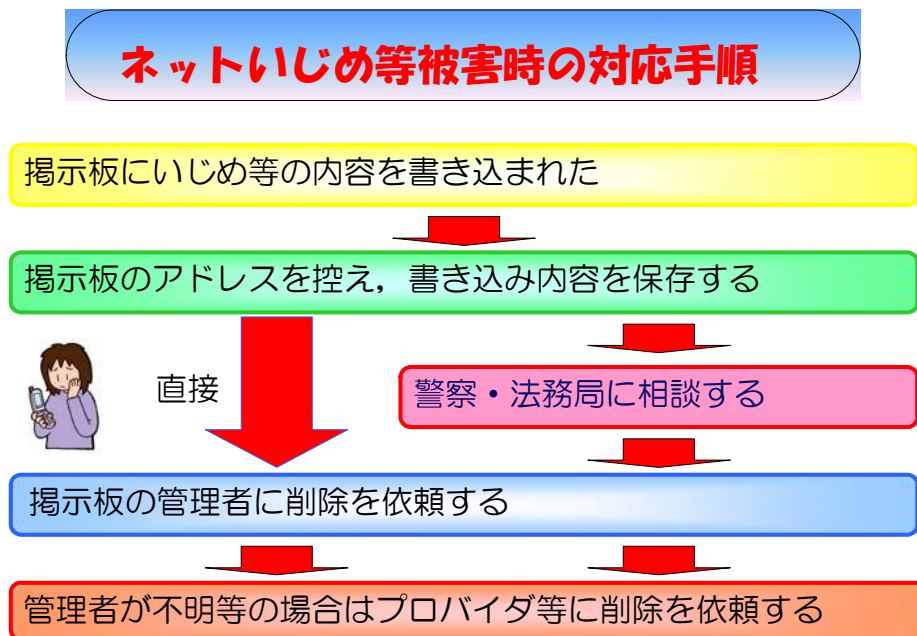 ネットいじめ等被害時の対応手順
掲示板にいじめ等の内容を書き込まれた
掲示板のアドレスを控え，書き込み内容を保存する
直接
警察・法務局に相談する
掲示板の管理者に削除を依頼する
管理者が不明等の場合はプロバイダ等に削除を依頼する